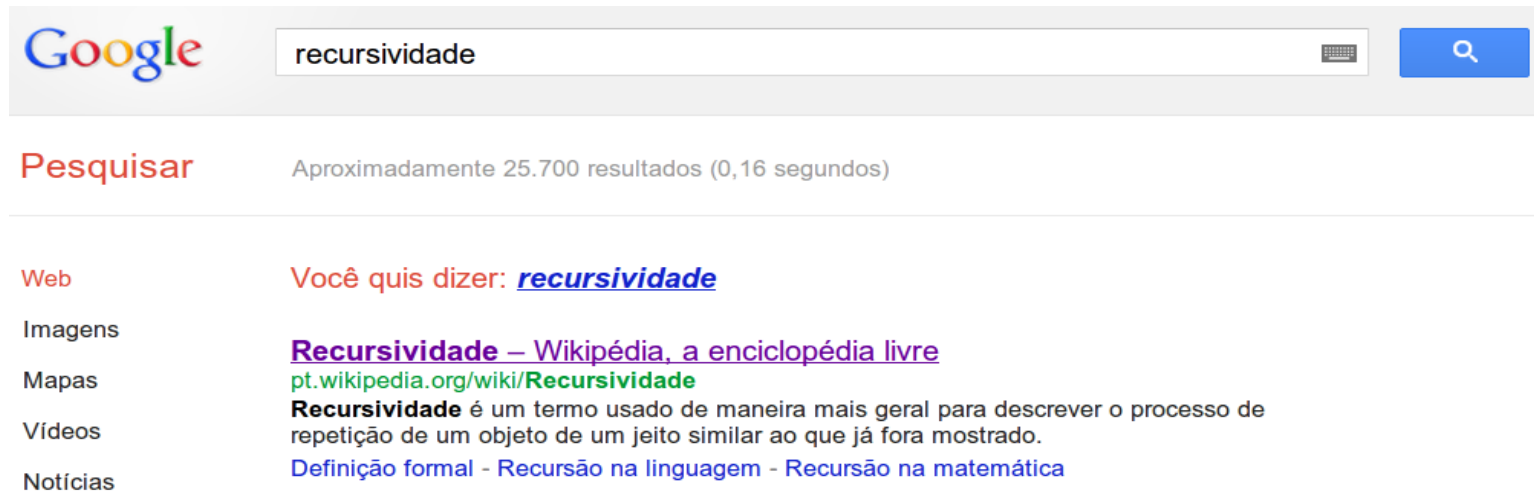 Google
recursividade
Pesquisar
Aproximadamente 25.700 resultados (0,16 segundos)
Web
Imagens
Mapas
Vídeos
Notícias
Você quis dizer: recursividade
Recursividade – Wikipédia, a enciclopédia livre
pt.wikipedia.org/wiki/Recursividade
Recursividade é um termo usado de maneira mais geral para descrever o processo de
repetição de um objeto de um jeito similar ao que já fora mostrado.
Definição formal - Recursão na linguagem - Recursão na matemática